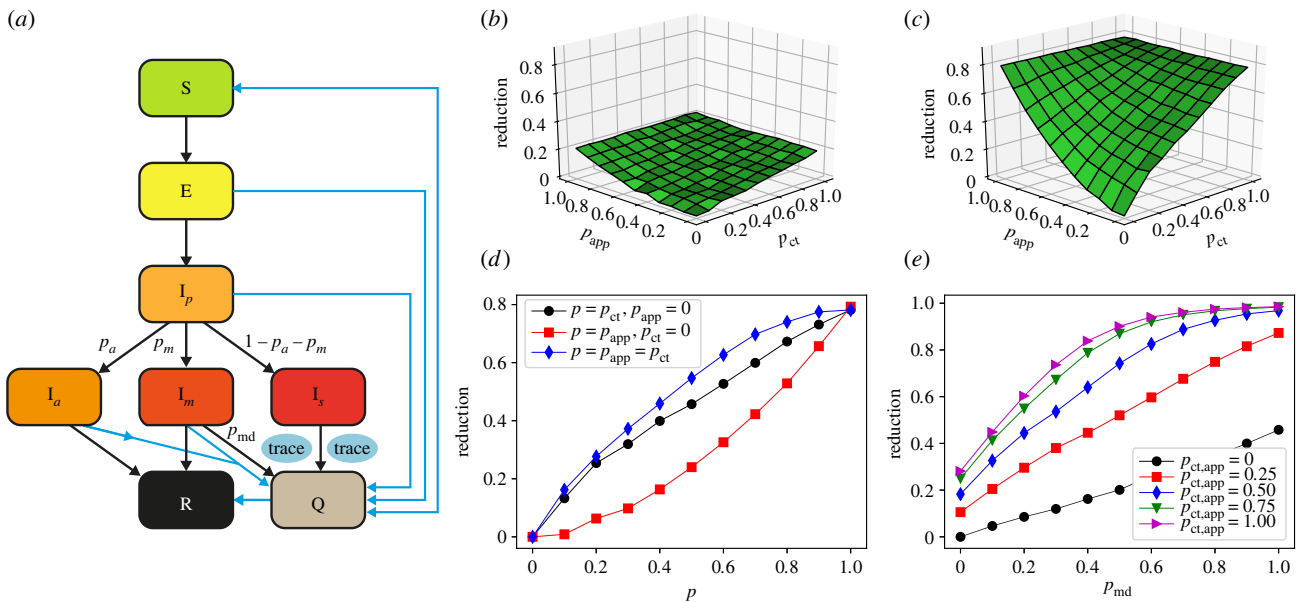 (a)
S
E
I_p
p_a
p_m
1 – p_a – p_m
I_a
I_m
I_s
p_md
trace
trace
R
Q
(b)
0.8
0.6
0.4
0.2
0
reduction
1.0
0.8
0.6
0.4
0.2
0
p_app
0.2
0.4
0.6
0.8
1.0
p_ct
(c)
0.8
0.6
0.4
0.2
0
reduction
1.0
0.8
0.6
0.4
0.2
0
p_app
0.2
0.4
0.6
0.8
1.0
p_ct
(d)
0.8
0.6
0.4
0.2
0
reduction
p = p_ct, p_app = 0
p = p_app, p_ct = 0
p = p_app = p_ct
0 0.2 0.4 0.6 0.8 1.0
p
(e)
1.0
0.8
0.6
0.4
0.2
0
reduction
p_ct,app = 0
p_ct,app = 0.25
p_ct,app = 0.50
p_ct,app = 0.75
p_ct,app = 1.00
0 0.2 0.4 0.6 0.8 1.0
p_md